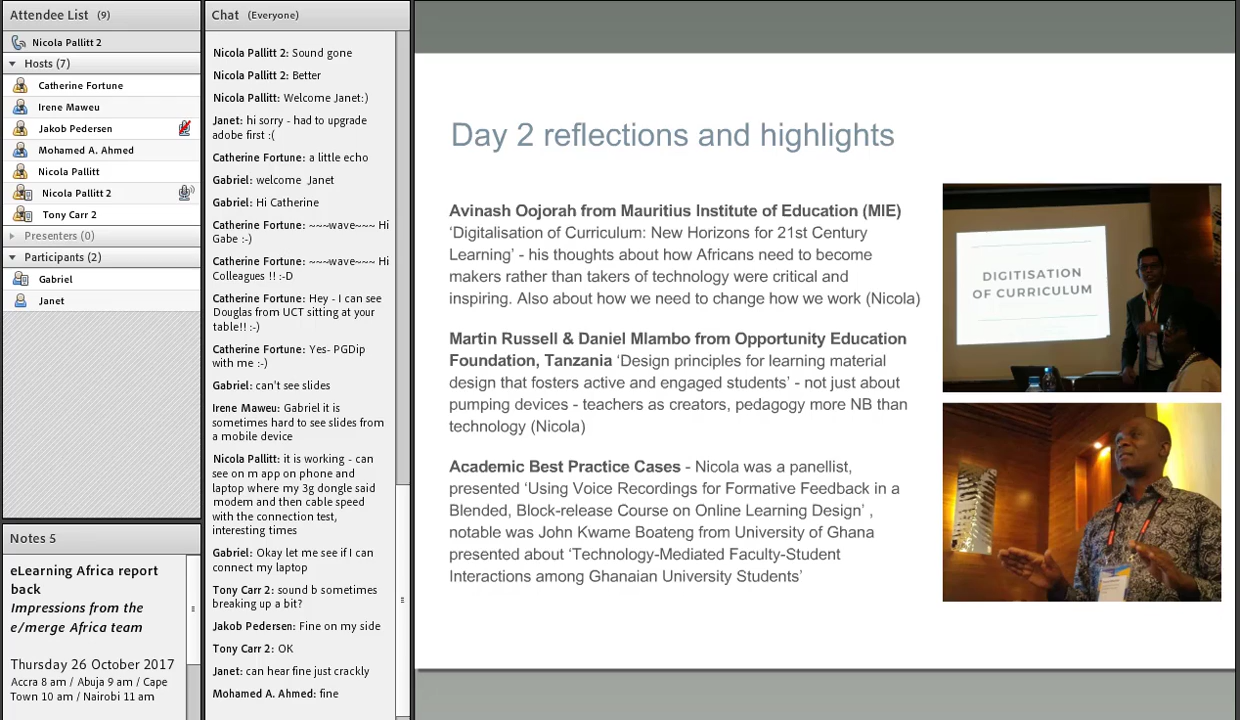 Attendee List (9)
Nicola Pallitt 2
Hosts (7)
Catherine Fortune
Irene Maweu
Jakob Pedersen
Mohamed A. Ahmed
Nicola Pallitt
Nicola Pallitt 2
Tony Carr 2
Presenters (0)
Participants (2)
Gabriel
Janet
Notes 5
eLearning Africa report
back
Impressions from the
e/merge Africa team
Thursday 26 October 2017
Accra 8 am / Abuja 9 am / Cape
Town 10 am / Nairobi 11 am
Chat (Everyone)
Nicola Pallitt 2: Sound gone
Nicola Pallitt 2: Better
Nicola Pallitt: Welcome Janet:)
Janet: hi sorry - had to upgrade
adobe first :(
Catherine Fortune: a little echo
Gabriel: welcome Janet
Gabriel: Hi Catherine
Catherine Fortune: ~~~wave~~~ Hi
Gabe :-)
Catherine Fortune: ~~~wave~~~ Hi
Colleagues !! :-D
Catherine Fortune: Hey - I can see
Douglas from UCT sitting at your
table!! :-)
Catherine Fortune: Yes- PGDip
with me :-)
Gabriel: can't see slides
Irene Maweu: Gabriel it is
sometimes hard to see slides from
a mobile device
Nicola Pallitt: it is working - can
see on m app on phone and
laptop where my 3g dongle said
modem and then cable speed
with the connection test,
interesting times
Gabriel: Okay let me see if I can
connect my laptop
Tony Carr 2: sound b sometimes
breaking up a bit?
Jakob Pedersen: Fine on my side
Tony Carr 2: OK
Janet: can hear fine just crackly
Mohamed A. Ahmed: fine
Day 2 reflections and highlights
Avinash Oojorah from Mauritius Institute of Education (MIE)
‘Digitalisation of Curriculum: New Horizons for 21st Century
Learning’ - his thoughts about how Africans need to become
makers rather than takers of technology were critical and
inspiring. Also about how we need to change how we work (Nicola)
Martin Russell & Daniel Mlambo from Opportunity Education
Foundation, Tanzania ‘Design principles for learning material
design that fosters active and engaged students’ - not just about
pumping devices - teachers as creators, pedagogy more NB than
technology (Nicola)
Academic Best Practice Cases - Nicola was a panellist,
presented ‘Using Voice Recordings for Formative Feedback in a
Blended, Block-release Course on Online Learning Design’ ,
notable was John Kwame Boateng from University of Ghana
presented about ‘Technology-Mediated Faculty-Student
Interactions among Ghanaian University Students’
DIGITISATION
OF CURRICULUM